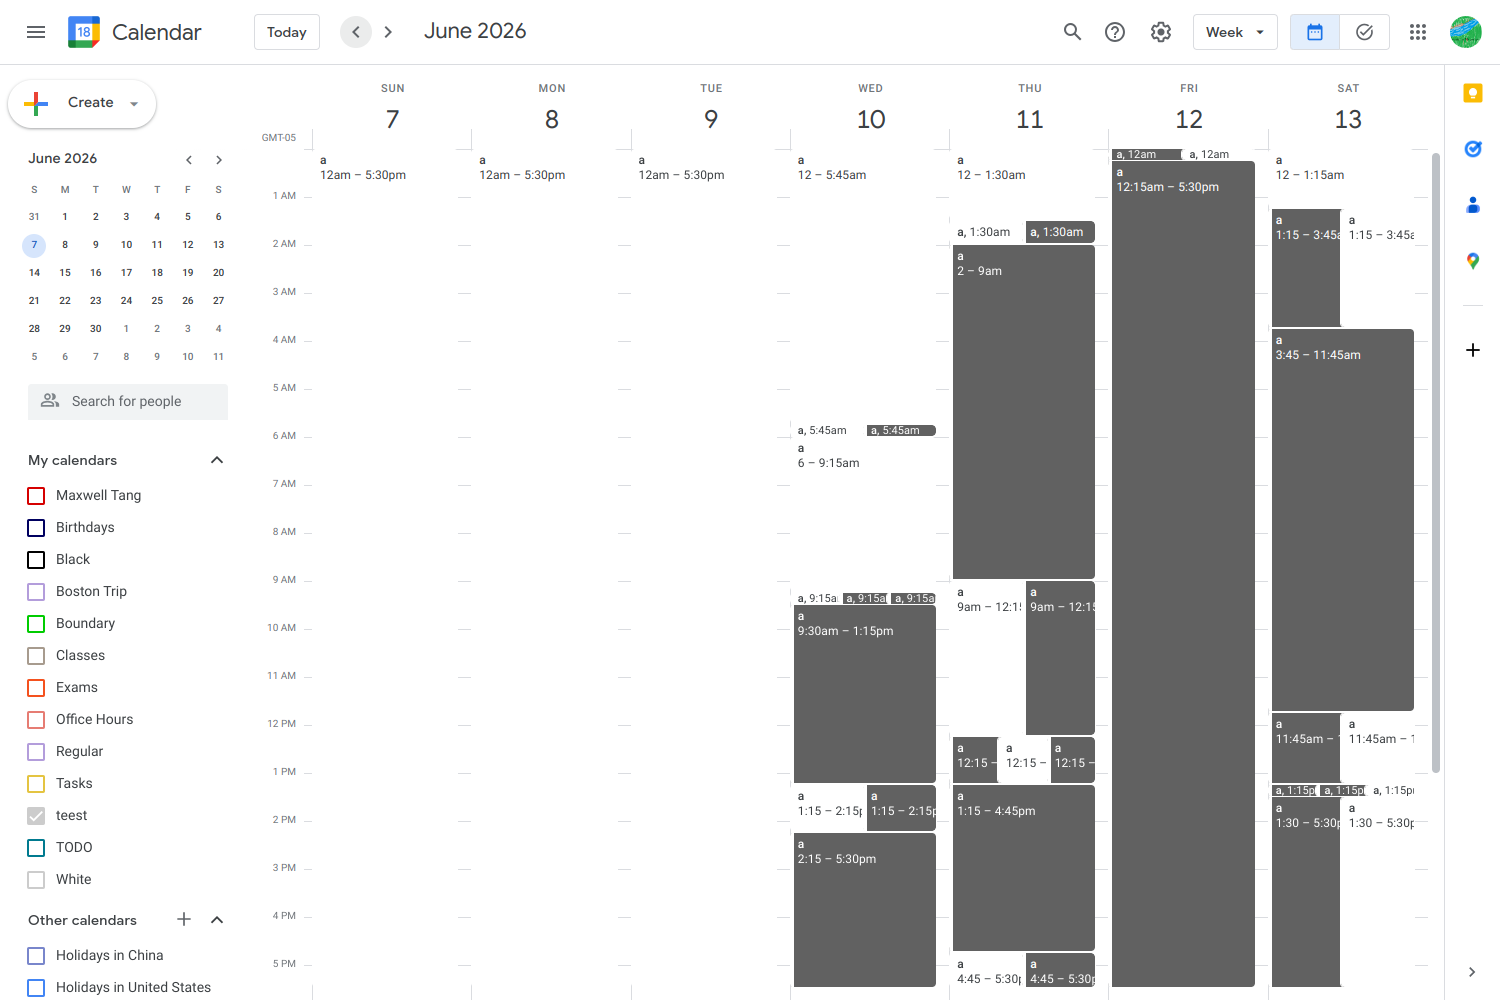 18 Calendar Today June 2026 Week
Create
June 2026
S M T W T F S
31 1 2 3 4 5 6
7 8 9 10 11 12 13
14 15 16 17 18 19 20
21 22 23 24 25 26 27
28 29 30 1 2 3 4
5 6 7 8 9 10 11
Search for people
My calendars
Maxwell Tang
Birthdays
Black
Boston Trip
Boundary
Classes
Exams
Office Hours
Regular
Tasks
teest
TODO
White
Other calendars
Holidays in China
Holidays in United States
SUN MON TUE WED THU FRI SAT
7 8 9 10 11 12 13
GMT-05
1 AM
2 AM
3 AM
4 AM
5 AM
6 AM
7 AM
8 AM
9 AM
10 AM
11 AM
12 PM
1 PM
2 PM
3 PM
4 PM
5 PM
a
12am – 5:30pm
a
12am – 5:30pm
a
12am – 5:30pm
a
12 – 5:45am
a, 5:45am a, 5:45am
a
6 – 9:15am
a, 9:15a a, 9:15a a, 9:15a
a
9:30am – 1:15pm
a a
1:15 – 2:15p 1:15 – 2:15p
a
2:15 – 5:30pm
a
12 – 1:30am
a, 1:30am a, 1:30am
a
2 – 9am
a a
9am – 12:15 9am – 12:15
a a a
12:15 – 12:15 – 12:15 –
a
1:15 – 4:45pm
a a
4:45 – 5:30p 4:45 – 5:30p
a, 12am a, 12am
a
12:15am – 5:30pm
a
12 – 1:15am
a a
1:15 – 3:45a 1:15 – 3:45a
a
3:45 – 11:45am
a a
11:45am – 11:45am – 1
a, 1:15p a, 1:15p a, 1:15p
a a
1:30 – 5:30p 1:30 – 5:30p